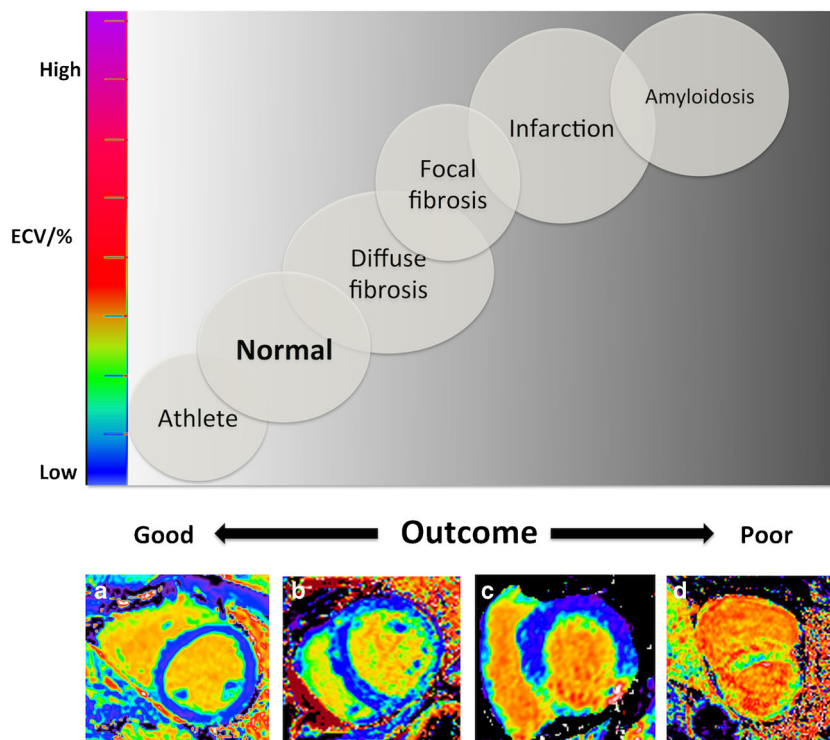 High
ECV/%
Low
Amyloidosis
Infarction
Focal
fibrosis
Diffuse
fibrosis
Normal
Athlete
Good
Outcome
Poor
a
b
c
d